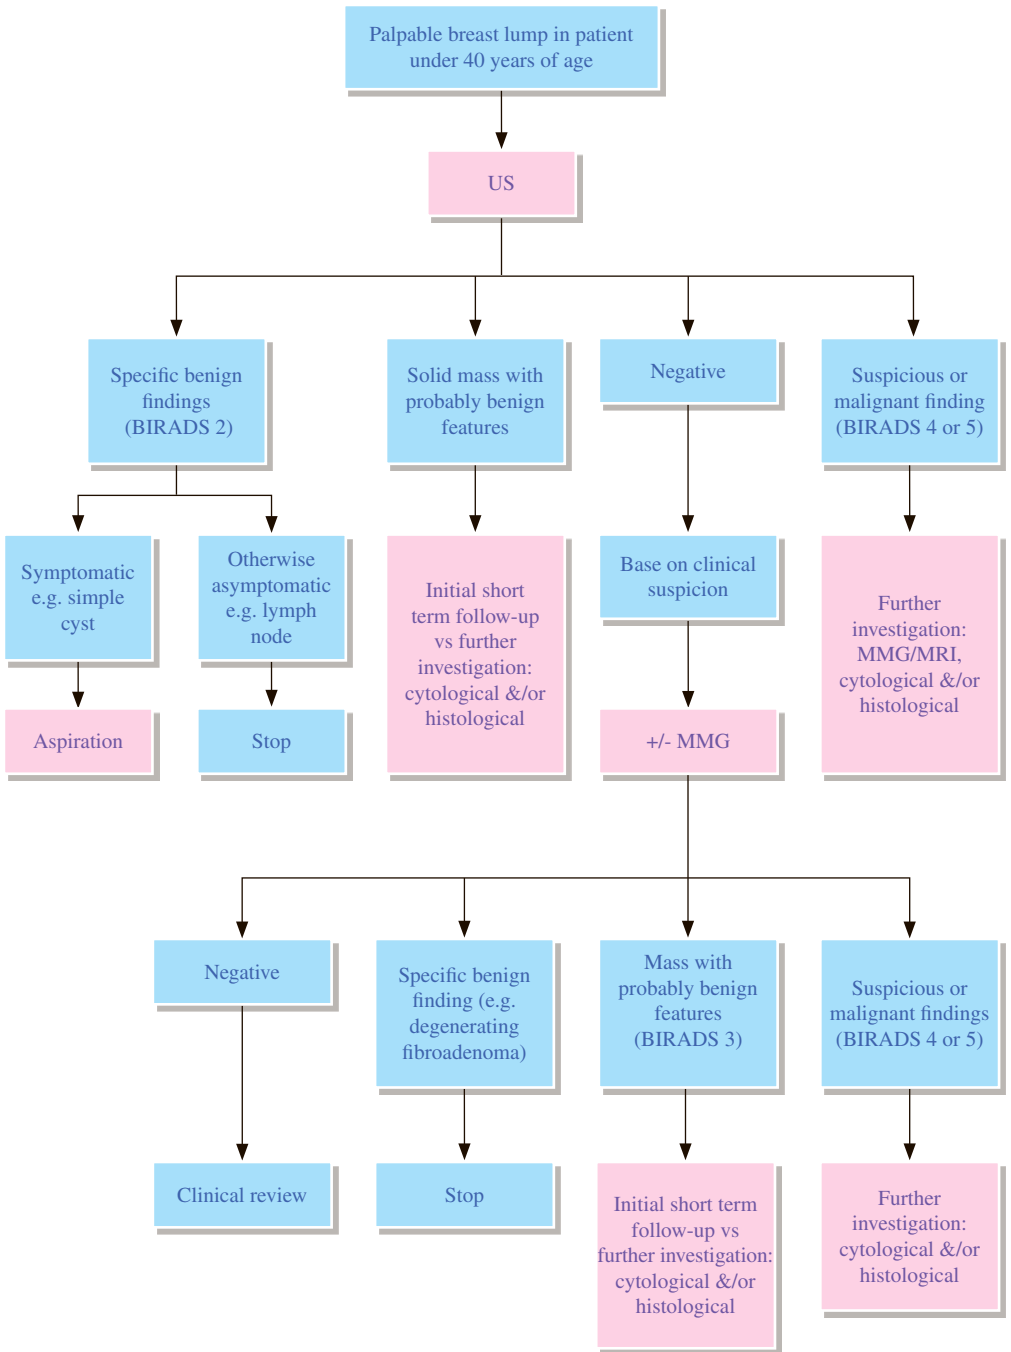 Palpable breast lump in patient
under 40 years of age
US
Specific benign
findings
(BIRADS 2)
Solid mass with
probably benign
features
Negative
Suspicious or
malignant finding
(BIRADS 4 or 5)
Symptomatic
e.g. simple
cyst
Otherwise
asymptomatic
e.g. lymph
node
Initial short
term follow-up
vs further
investigation:
cytological &/or
histological
Base on clinical
suspicion
Further
investigation:
MMG/MRI,
cytological &/or
histological
Aspiration
Stop
+/- MMG
Negative
Specific benign
finding (e.g.
degenerating
fibroadenoma)
Mass with
probably benign
features
(BIRADS 3)
Suspicious or
malignant findings
(BIRADS 4 or 5)
Clinical review
Stop
Initial short term
follow-up vs
further investigation:
cytological &/or
histological
Further
investigation:
cytological &/or
histological